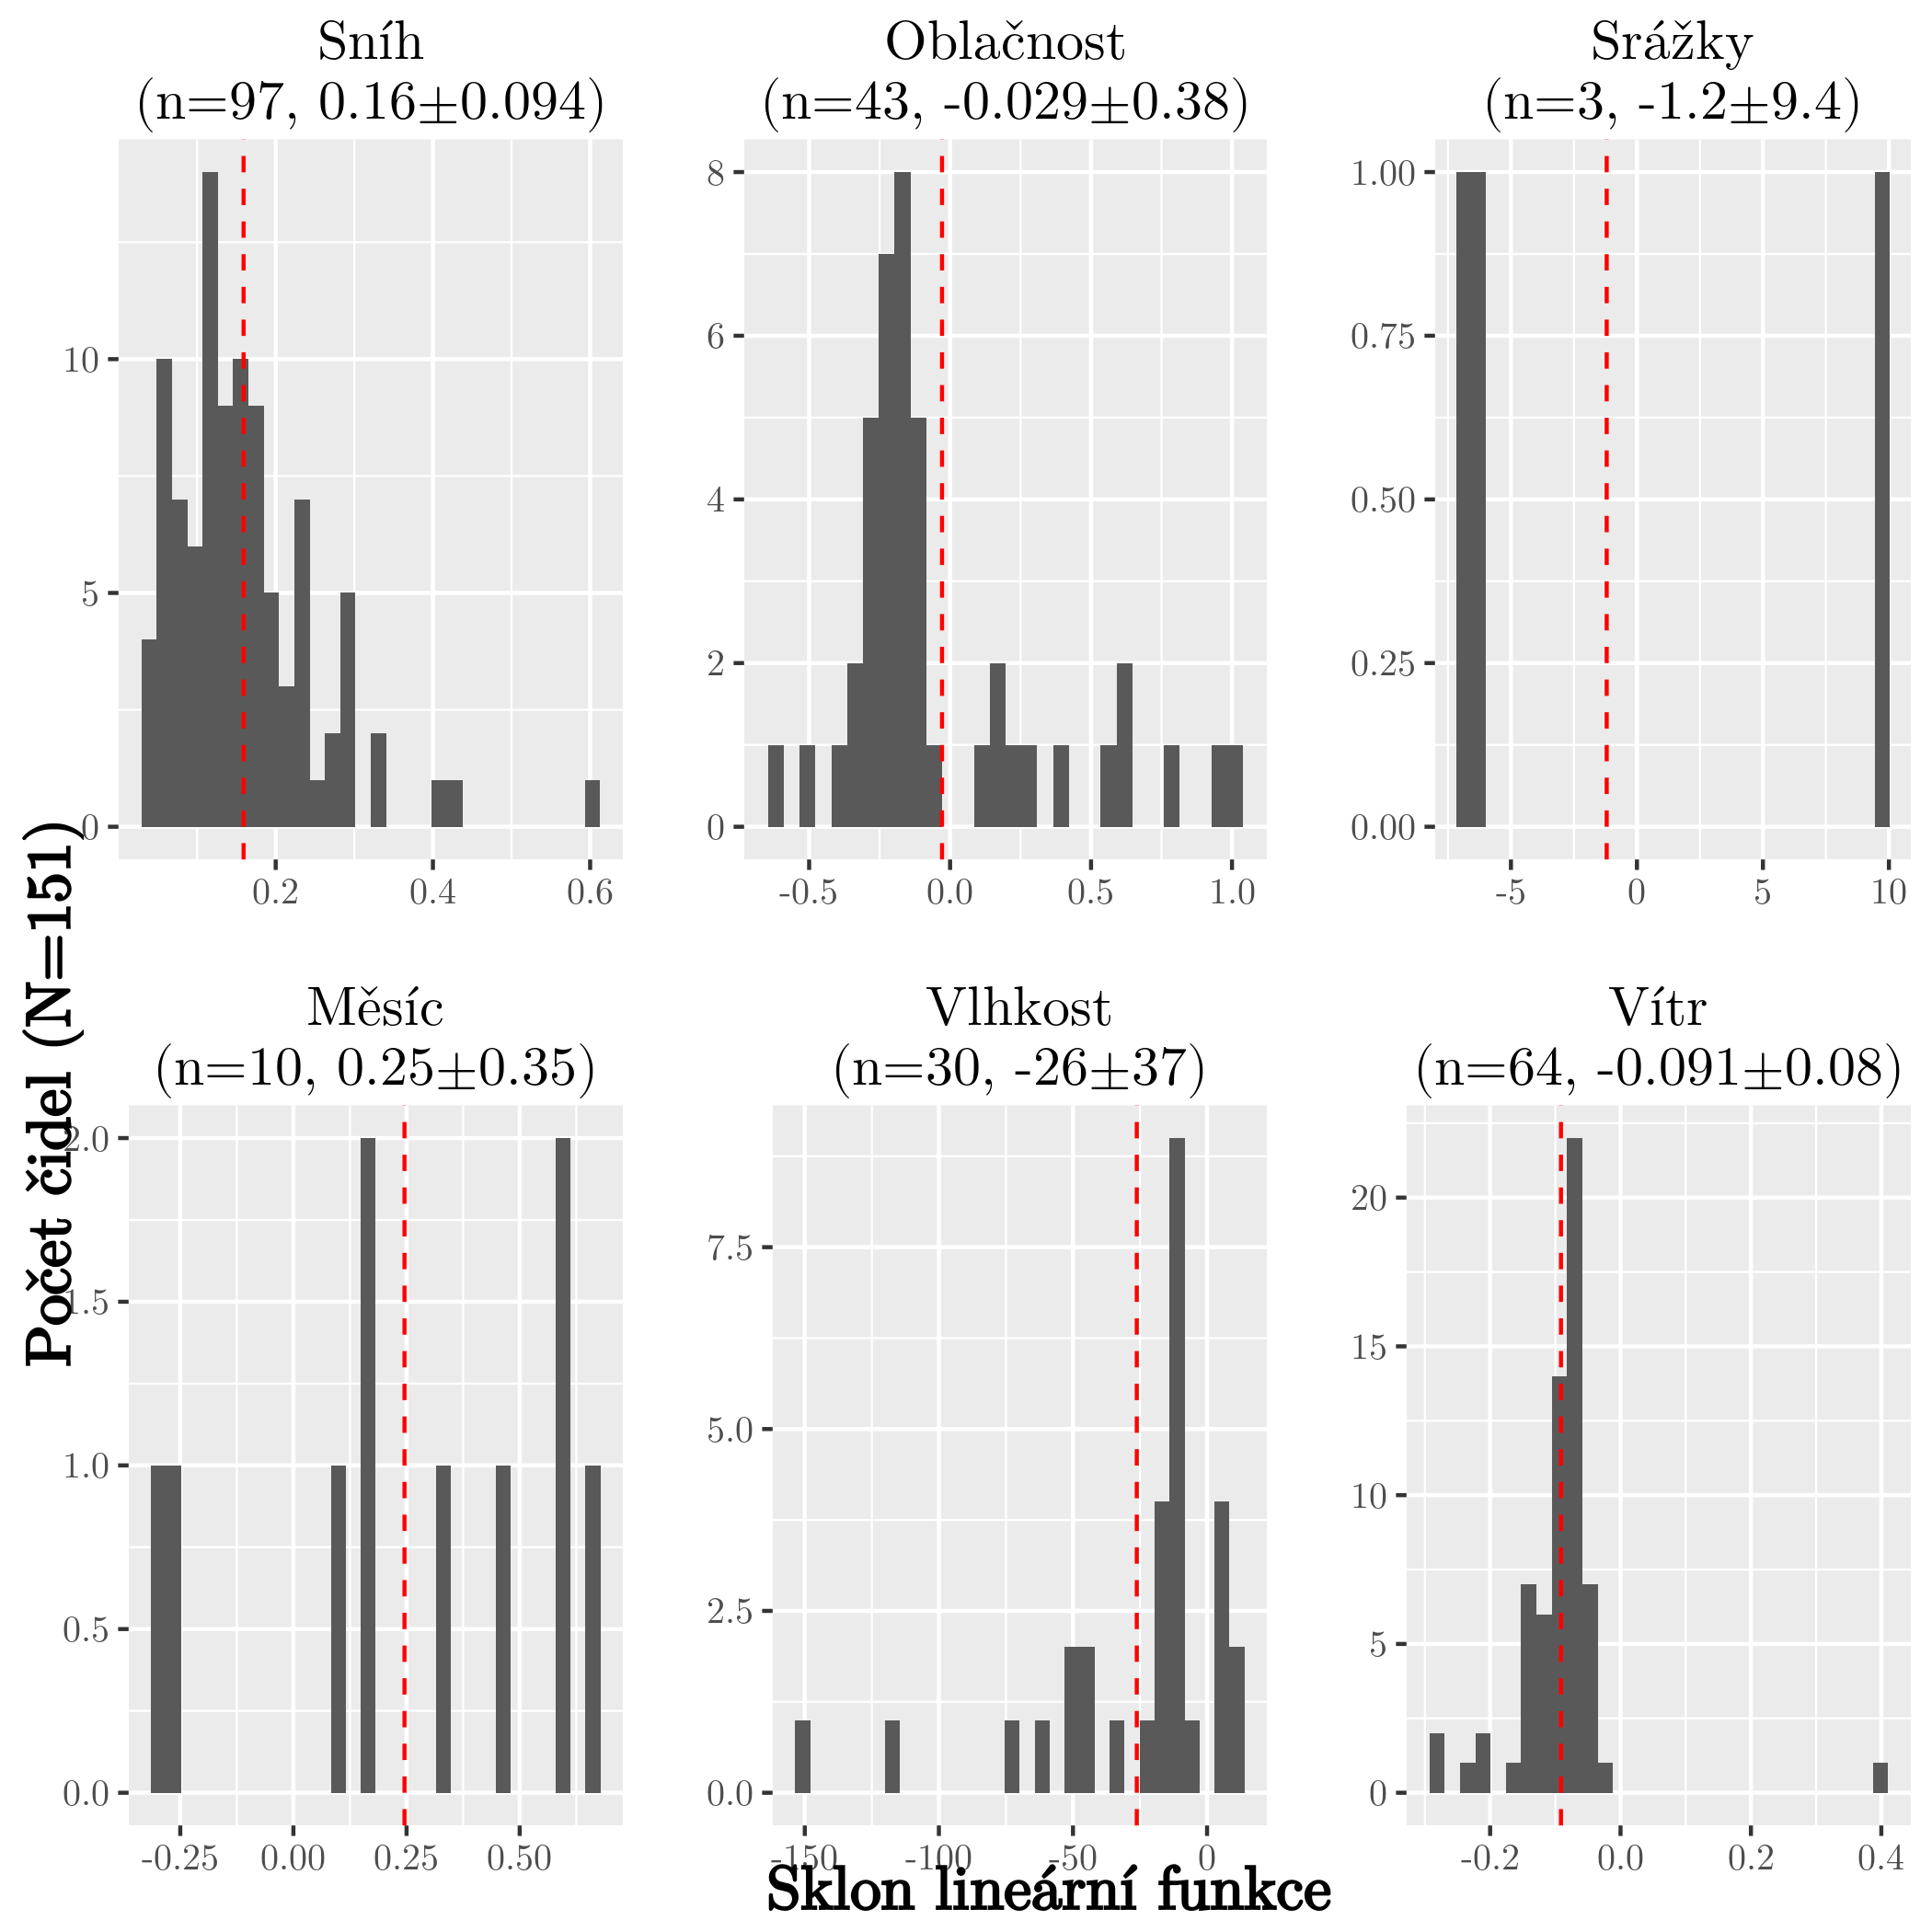 Sníh
(n=97, 0.16±0.094)
Oblačnost
(n=43, -0.029±0.38)
Srážky
(n=3, -1.2±9.4)
10
5
0
0.2 0.4 0.6
8
6
4
2
0
-0.5 0.0 0.5 1.0
1.00
0.75
0.50
0.25
0.00
-5 0 5 10
Počet čidel (N=151)
Měsíc
(n=10, 0.25±0.35)
Vlhkost
(n=30, -26±37)
Vítr
(n=64, -0.091±0.08)
2.0
1.5
1.0
0.5
0.0
-0.25 0.00 0.25 0.50
7.5
5.0
2.5
0.0
-150 -100 -50 0
20
15
10
5
0
-0.2 0.0 0.2 0.4
Sklon lineární funkce